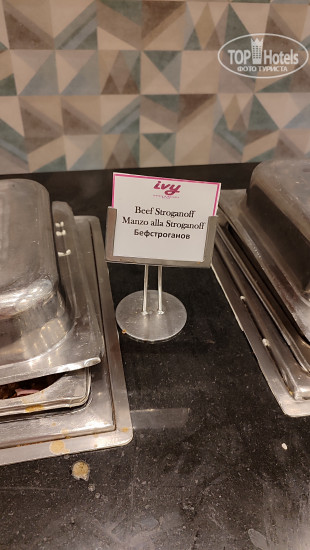 TOP Hotels
ФОТО ТУРИСТА
ivy
Beef Stroganoff
Manzo alla Stroganoff
Бефстроганов